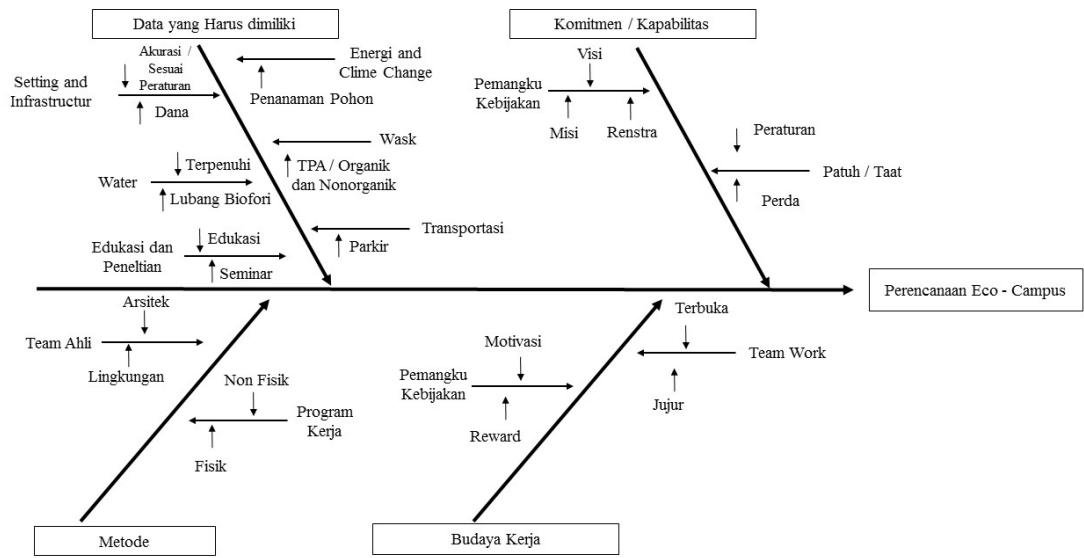 Data yang Harus dimiliki
Komitmen / Kapabilitas
Akurasi /
Sesuai
Peraturan
Setting and
Infrastructur
Dana
Energi and
Clime Change
Penanaman Pohon
Visi
Pemangku
Kebijakan
Misi
Renstra
Wask
TPA / Organik
dan Nonorganik
Peraturan
Patuh / Taat
Perda
Terpenuhi
Water
Lubang Biofori
Transportasi
Parkir
Edukasi
Edukasi dan
Peneltian
Seminar
Perencanaan Eco - Campus
Arsitek
Team Ahli
Lingkungan
Non Fisik
Program
Kerja
Fisik
Terbuka
Team Work
Jujur
Motivasi
Pemangku
Kebijakan
Reward
Metode
Budaya Kerja